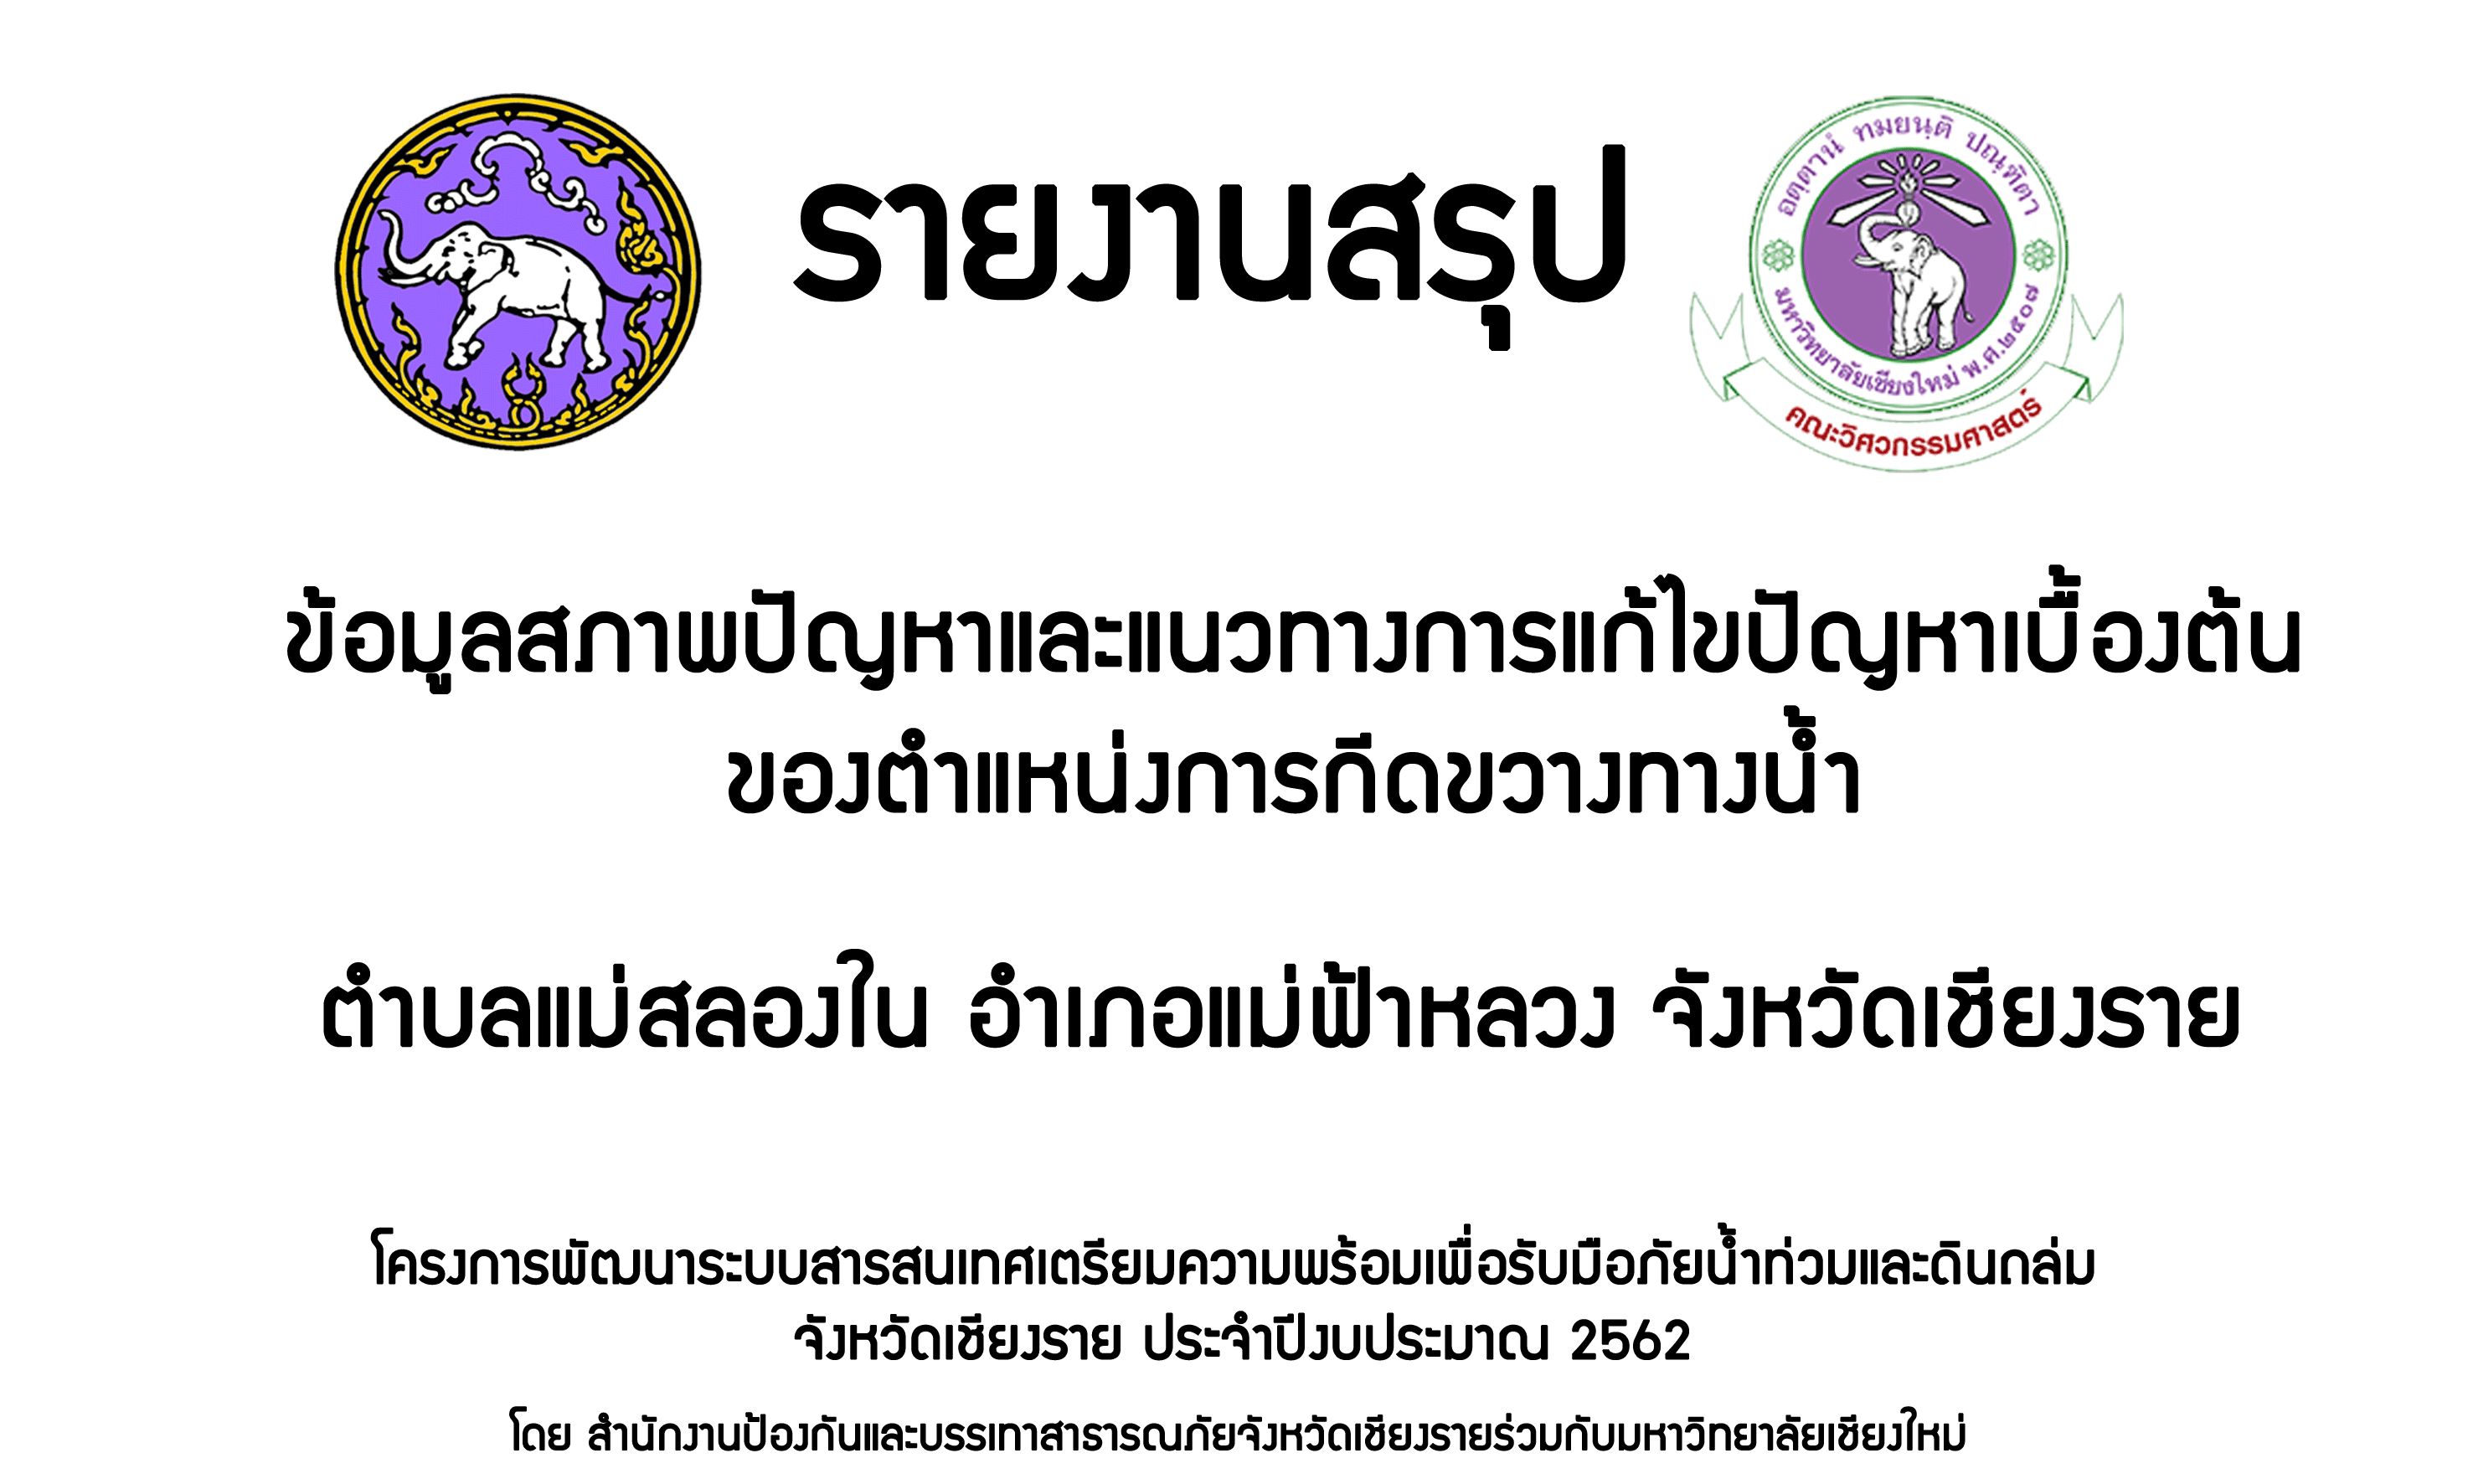 รายงานสรุป
อตฺตานํ ทมยนฺติ ปณฺฑิตา
มหาวิทยาลัยเชียงใหม่ พ.ศ.๒๕๐๗
คณะวิศวกรรมศาสตร์
ข้อมูลสภาพปัญหาและแนวทางการแก้ไขปัญหาเบื้องต้น
ของตำแหน่งการกีดขวางทางน้ำ
ตำบลแม่สลองใน อำเภอแม่ฟ้าหลวง จังหวัดเชียงราย
โครงการพัฒนาระบบสารสนเทศเตรียมความพร้อมเพื่อรับมือภัยน้ำท่วมและดินถล่ม
จังหวัดเชียงราย ประจำปีงบประมาณ 2562
โดย สำนักงานป้องกันและบรรเทาสาธารณภัยจังหวัดเชียงรายร่วมกับมหาวิทยาลัยเชียงใหม่